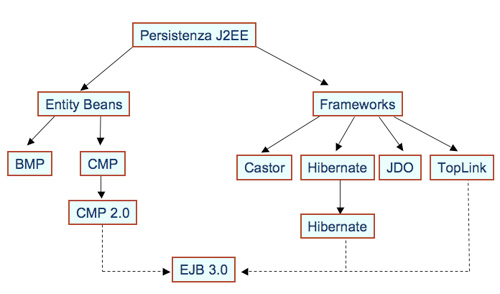 Persistenza J2EE
Entity Beans
Frameworks
BMP
CMP
Castor
Hibernate
JDO
TopLink
CMP 2.0
Hibernate
EJB 3.0